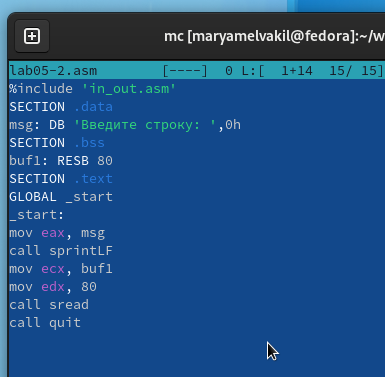 mc [maryamelvakil@fedora]:~/w
lab05-2.asm [----] 0 L:[ 1+14 15/ 15]
%include 'in_out.asm'
SECTION .data
msg: DB 'Введите строку: ',0h
SECTION .bss
buf1: RESB 80
SECTION .text
GLOBAL _start
_start:
mov eax, msg
call sprintLF
mov ecx, buf1
mov edx, 80
call sread
call quit